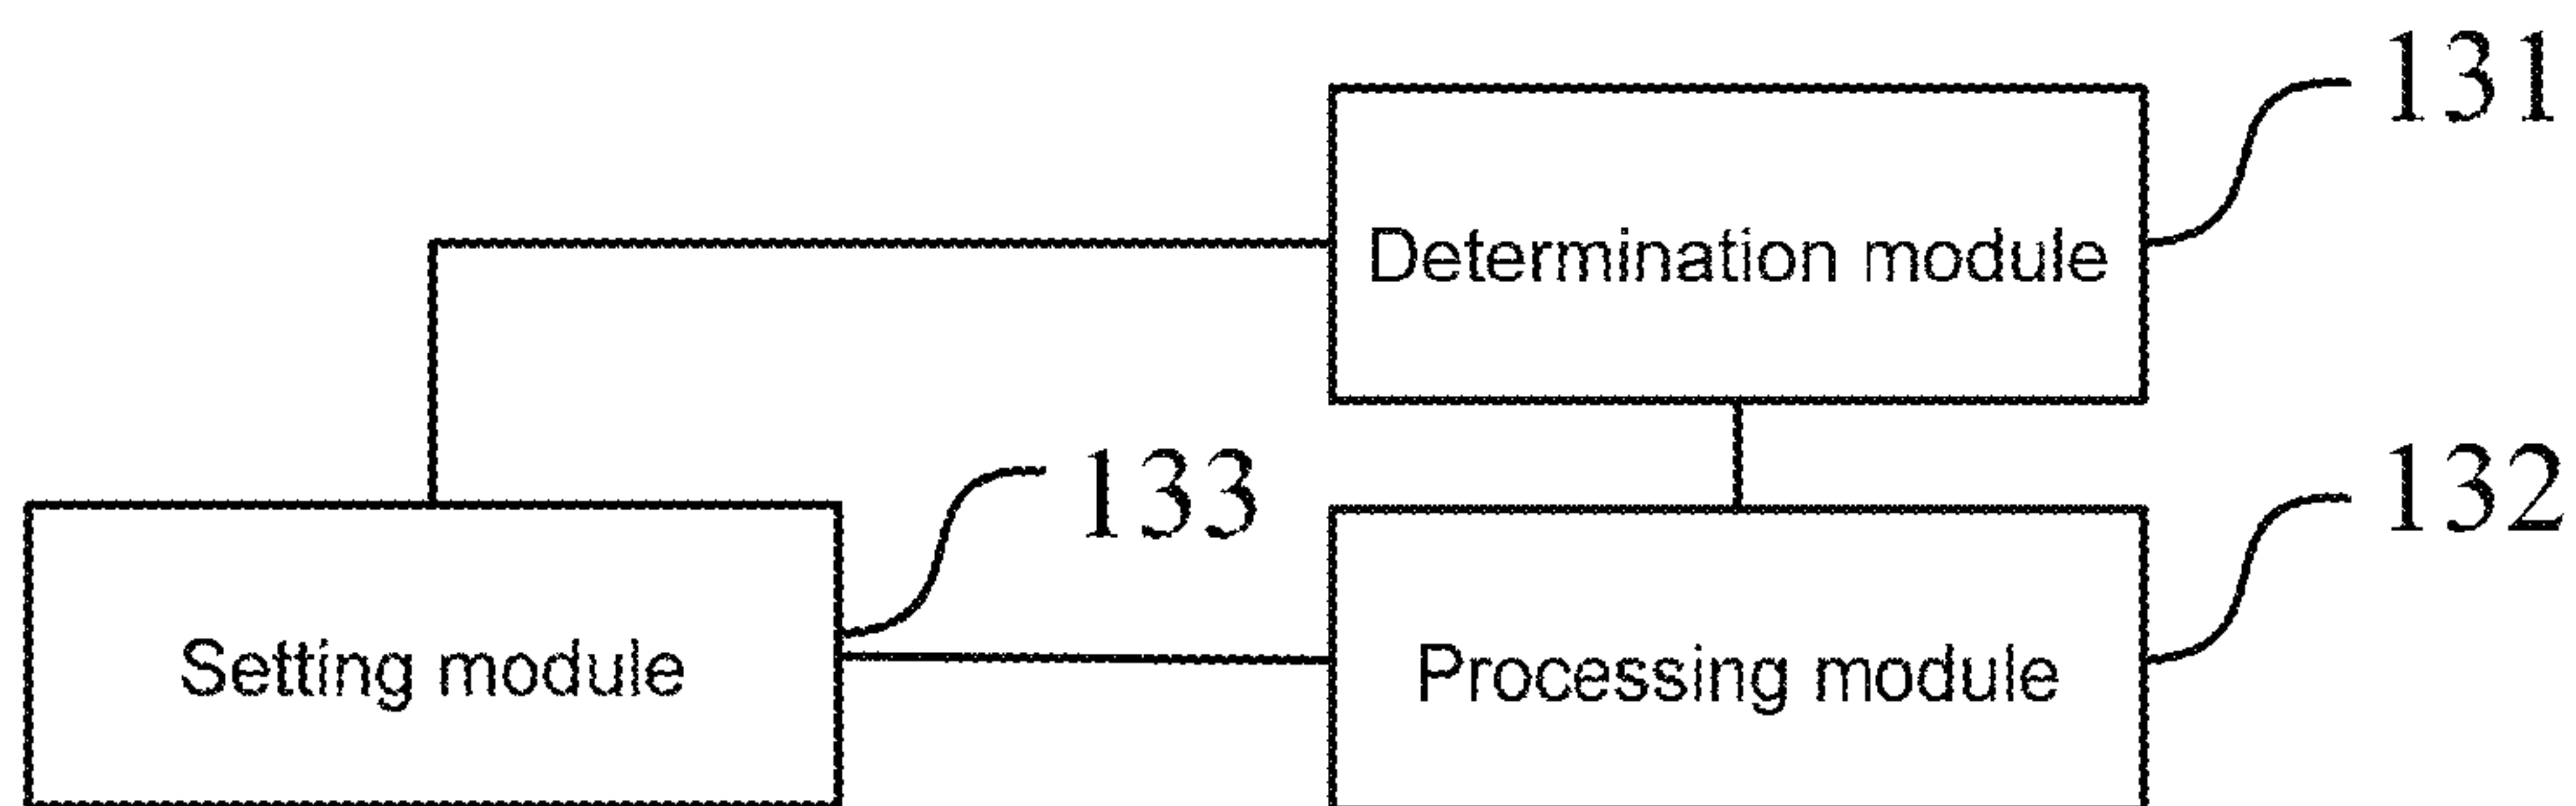 131
Determination module
133
132
Setting module
Processing module